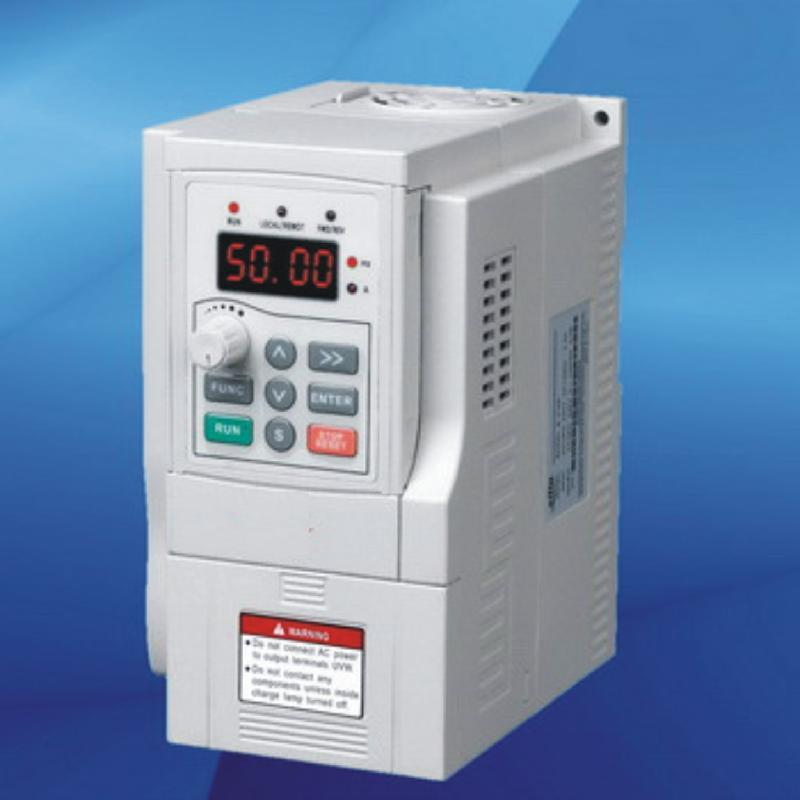 RUN LOCAL/REMOT FWD/REV
50.00
Hz
A
FUNC
ENTER
RUN
S
STOP
RESET
WARNING
Do not connect AC power
to output terminals UVW.
Do not contact any
components unless inside
charge lamp turned off.